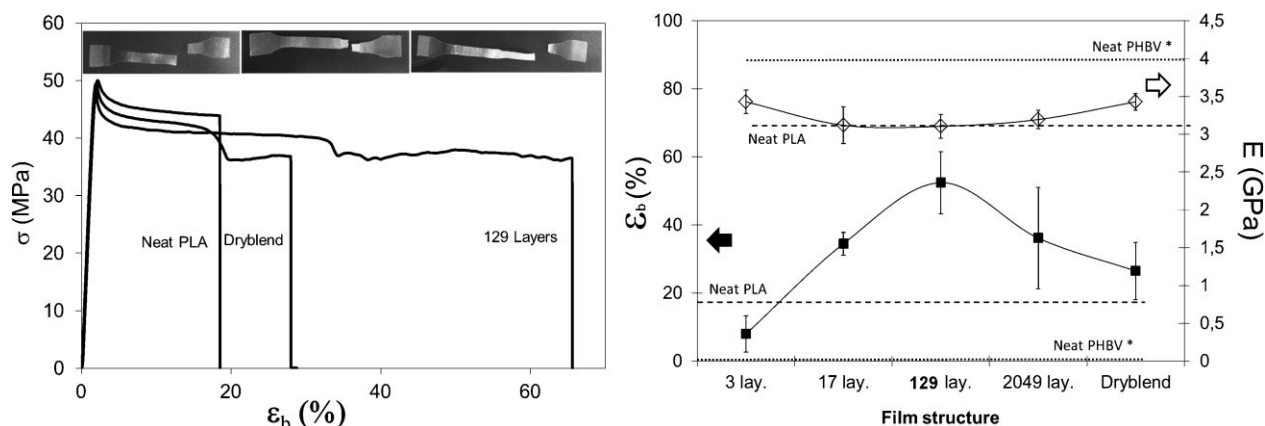 60
50
40
30
20
10
0
σ (MPa)
Neat PLA
Dryblend
129 Layers
0
20
40
60
εb (%)
100
80
60
40
20
0
εb (%)
Neat PHBV *
Neat PLA
Neat PLA
Neat PHBV *
4,5
4
3,5
3
2,5
2
1,5
1
0,5
0
E (GPa)
3 lay.
17 lay.
129 lay.
2049 lay.
Dryblend
Film structure